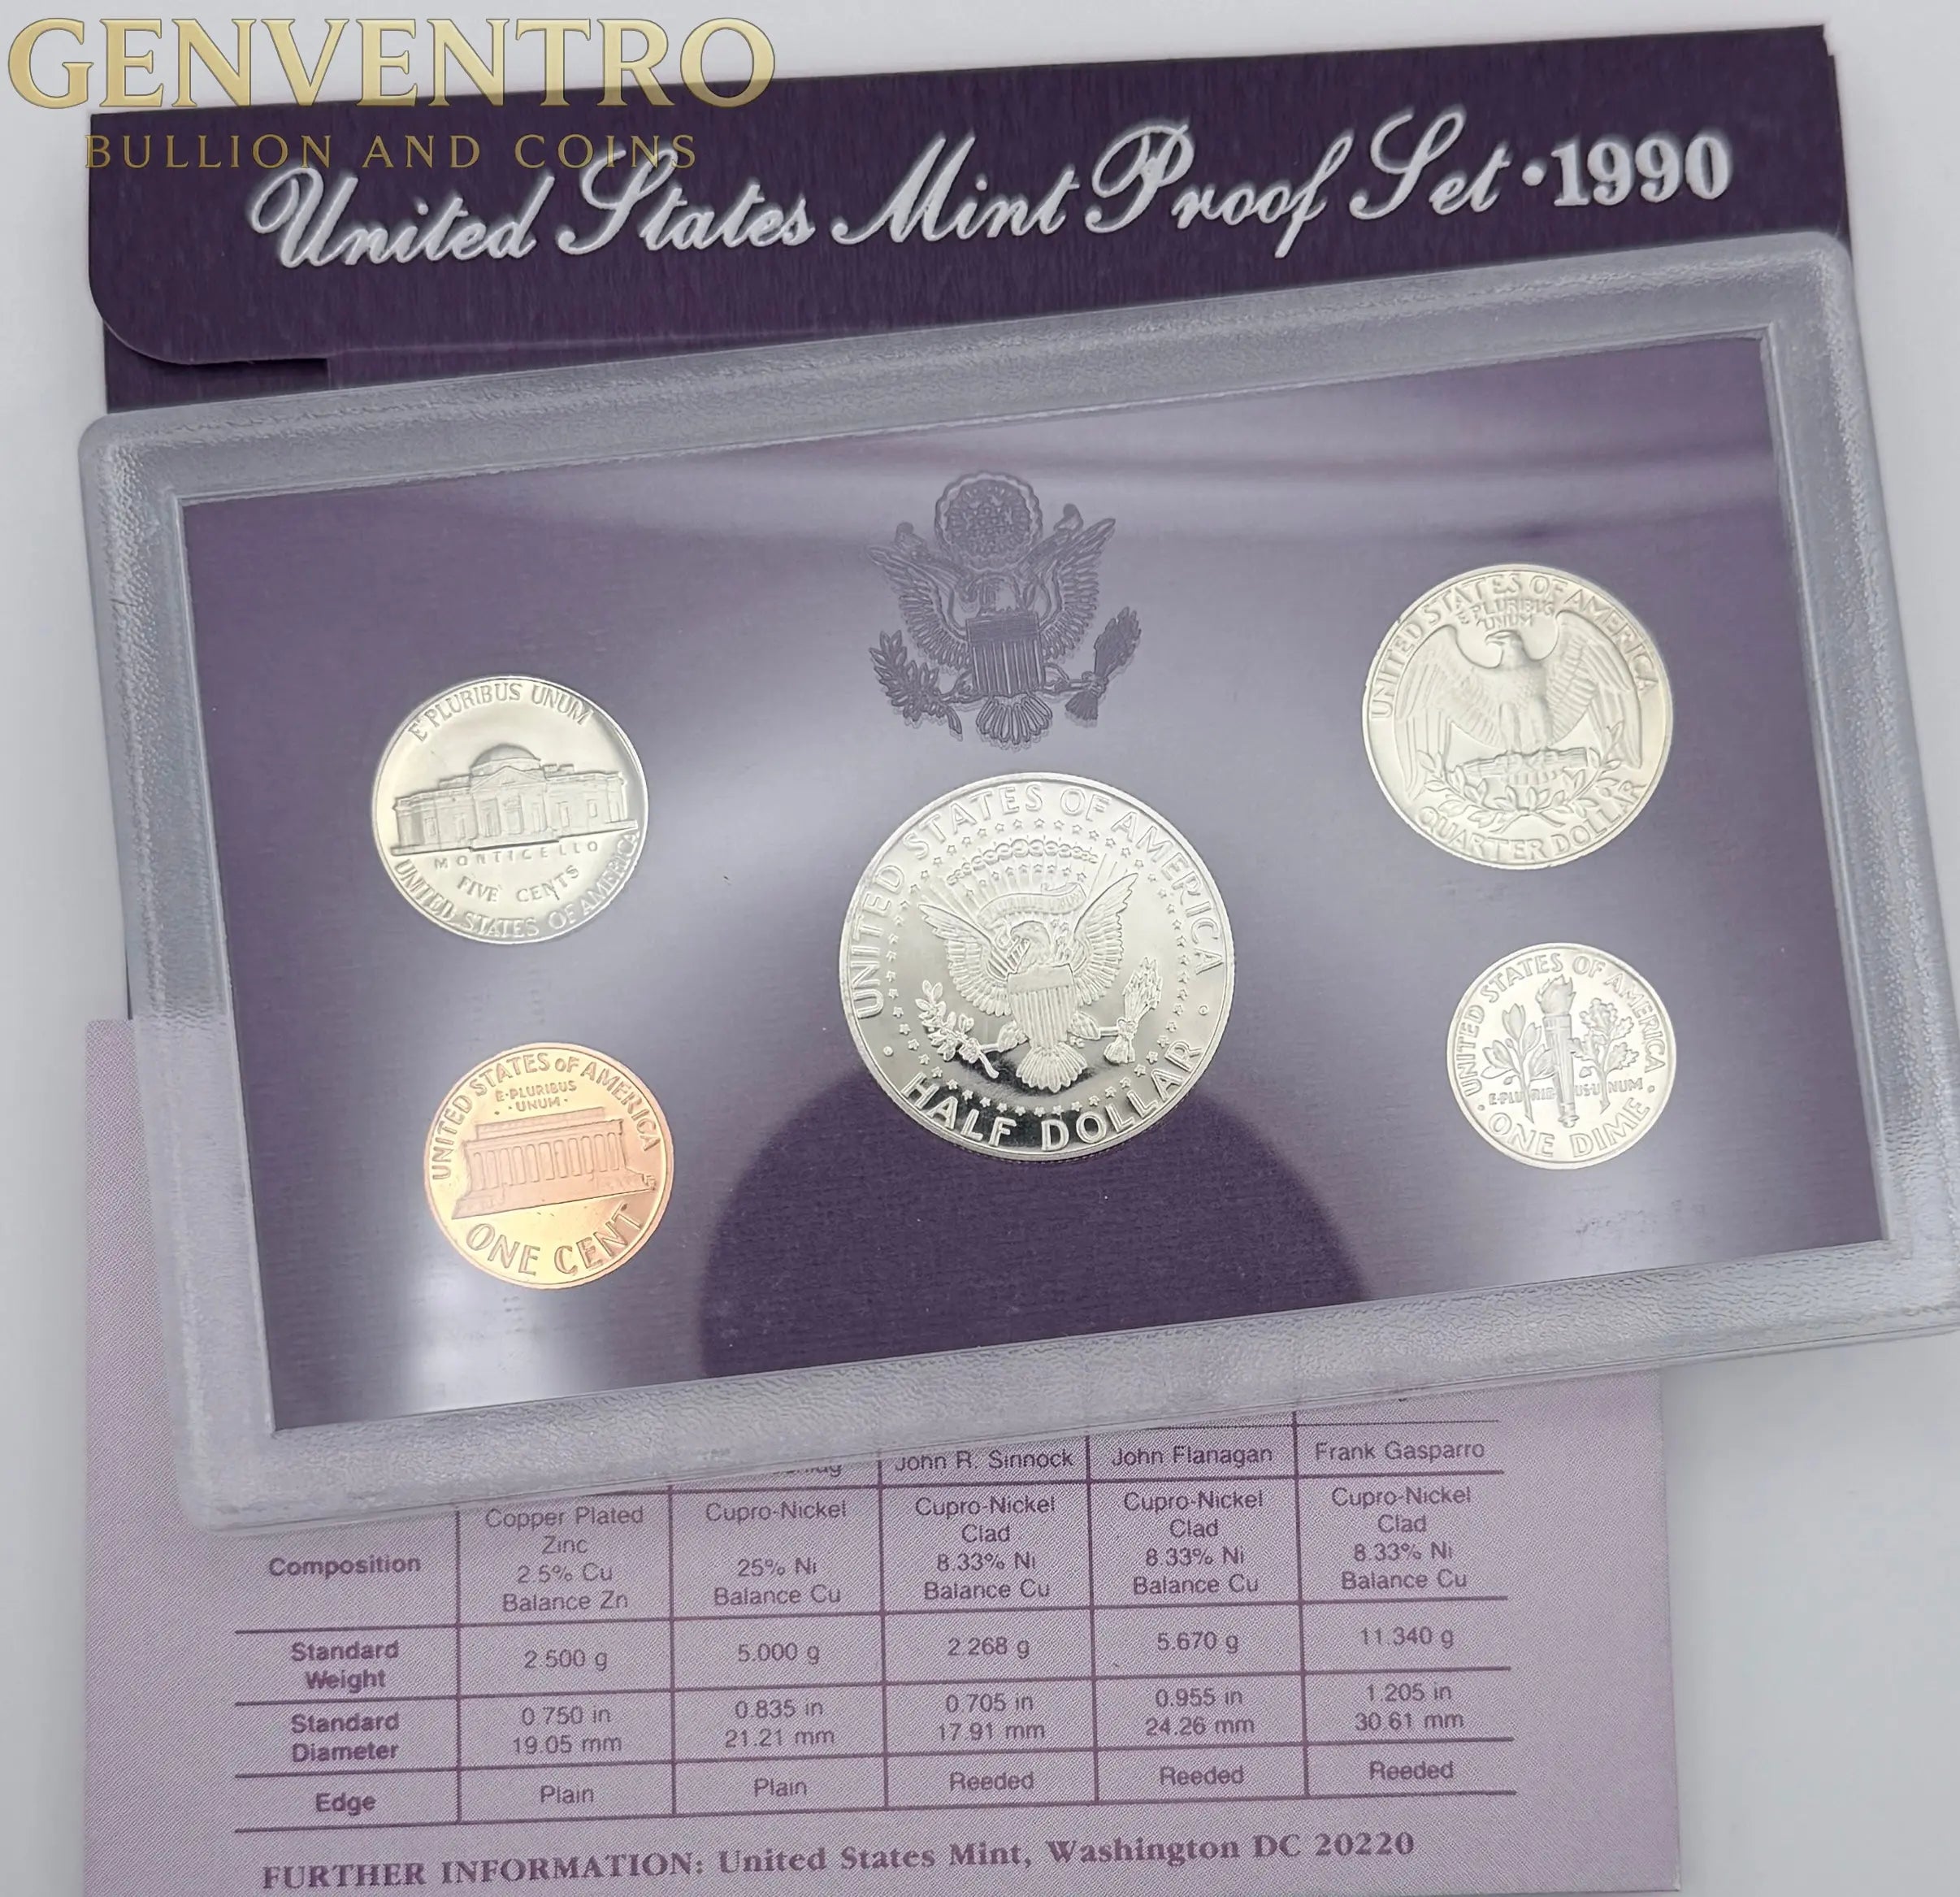 GENVENTRO
BULLION AND COINS
United States Mint Proof Set · 1990
E PLURIBUS UNUM
MONTICELLO
FIVE CENTS
UNITED STATES OF AMERICA
UNITED STATES OF AMERICA
E PLURIBUS
UNUM
QUARTER DOLLAR
UNITED STATES OF AMERICA
HALF DOLLAR
UNITED STATES OF AMERICA
E·PLURIBUS
·UNUM·
ONE CENT
UNITED STATES OF AMERICA
E·PLU RIB US·U NUM
ONE DIME
John R. Sinnock John Flanagan Frank Gasparro
Composition
Copper Plated
Zinc
2.5% Cu
Balance Zn
Cupro-Nickel
25% Ni
Balance Cu
Cupro-Nickel
Clad
8.33% Ni
Balance Cu
Cupro-Nickel
Clad
8.33% Ni
Balance Cu
Cupro-Nickel
Clad
8.33% Ni
Balance Cu
Standard
Weight
2.500 g 5.000 g 2.268 g 5.670 g 11.340 g
Standard
Diameter
0.750 in 0.835 in 0.705 in 0.955 in 1.205 in
19.05 mm 21.21 mm 17.91 mm 24.26 mm 30.61 mm
Edge Plain Plain Reeded Reeded Reeded
FURTHER INFORMATION: United States Mint, Washington DC 20220